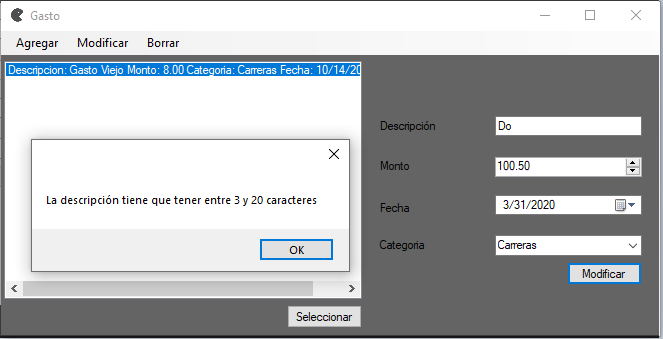 Gasto
Agregar Modificar Borrar
Descripcion: Gasto Viejo Monto: 8.00 Categoria: Carreras Fecha: 10/14/20
La descripción tiene que tener entre 3 y 20 caracteres
OK
Seleccionar
Descripción Do
Monto 100.50
Fecha 3/31/2020
Categoria Carreras
Modificar